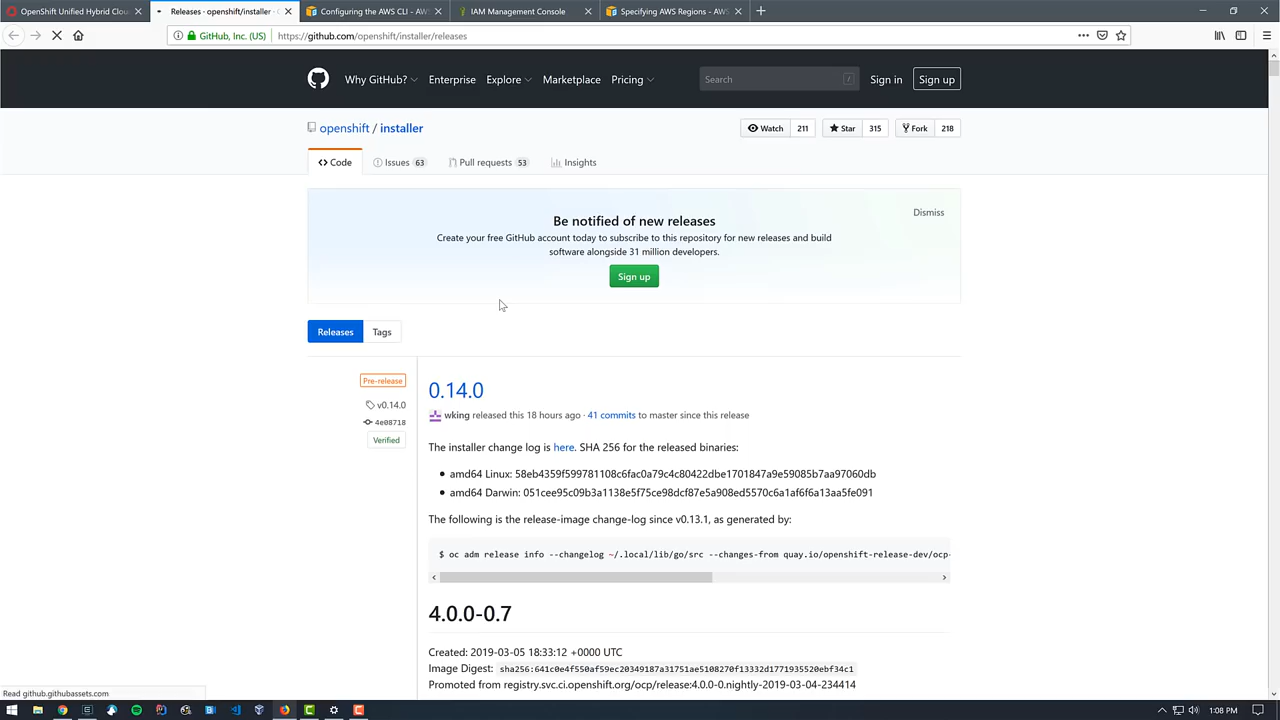 OpenShift Unified Hybrid Clou
Releases · openshift/installer ·
Configuring the AWS CLI - AW
IAM Management Console
Specifying AWS Regions - AWS
GitHub, Inc. (US)
https://github.com/openshift/installer/releases
Why GitHub?
Enterprise
Explore
Marketplace
Pricing
Search
/
Sign in
Sign up
openshift / installer
Watch 211
Star 315
Fork 218
Code
Issues 63
Pull requests 53
Insights
Be notified of new releases
Dismiss
Create your free GitHub account today to subscribe to this repository for new releases and build
software alongside 31 million developers.
Sign up
Releases
Tags
Pre-release
v0.14.0
4e08718
Verified
0.14.0
wking released this 18 hours ago · 41 commits to master since this release
The installer change log is here. SHA 256 for the released binaries:
amd64 Linux: 58eb4359f599781108c6fac0a79c4c80422dbe1701847a9e59085b7aa97060db
amd64 Darwin: 051cee95c09b3a1138e5f75ce98dcf87e5a908ed5570c6a1af6f6a13aa5fe091
The following is the release-image change-log since v0.13.1, as generated by:
$ oc adm release info --changelog ~/.local/lib/go/src --changes-from quay.io/openshift-release-dev/ocp-
4.0.0-0.7
Created: 2019-03-05 18:33:12 +0000 UTC
Image Digest: sha256:641c0e4f550af59ec20349187a31751ae5108270f13332d1771935520ebf34c1
Promoted from registry.svc.ci.openshift.org/ocp/release:4.0.0-0.nightly-2019-03-04-234414
Read github.githubassets.com
1:08 PM